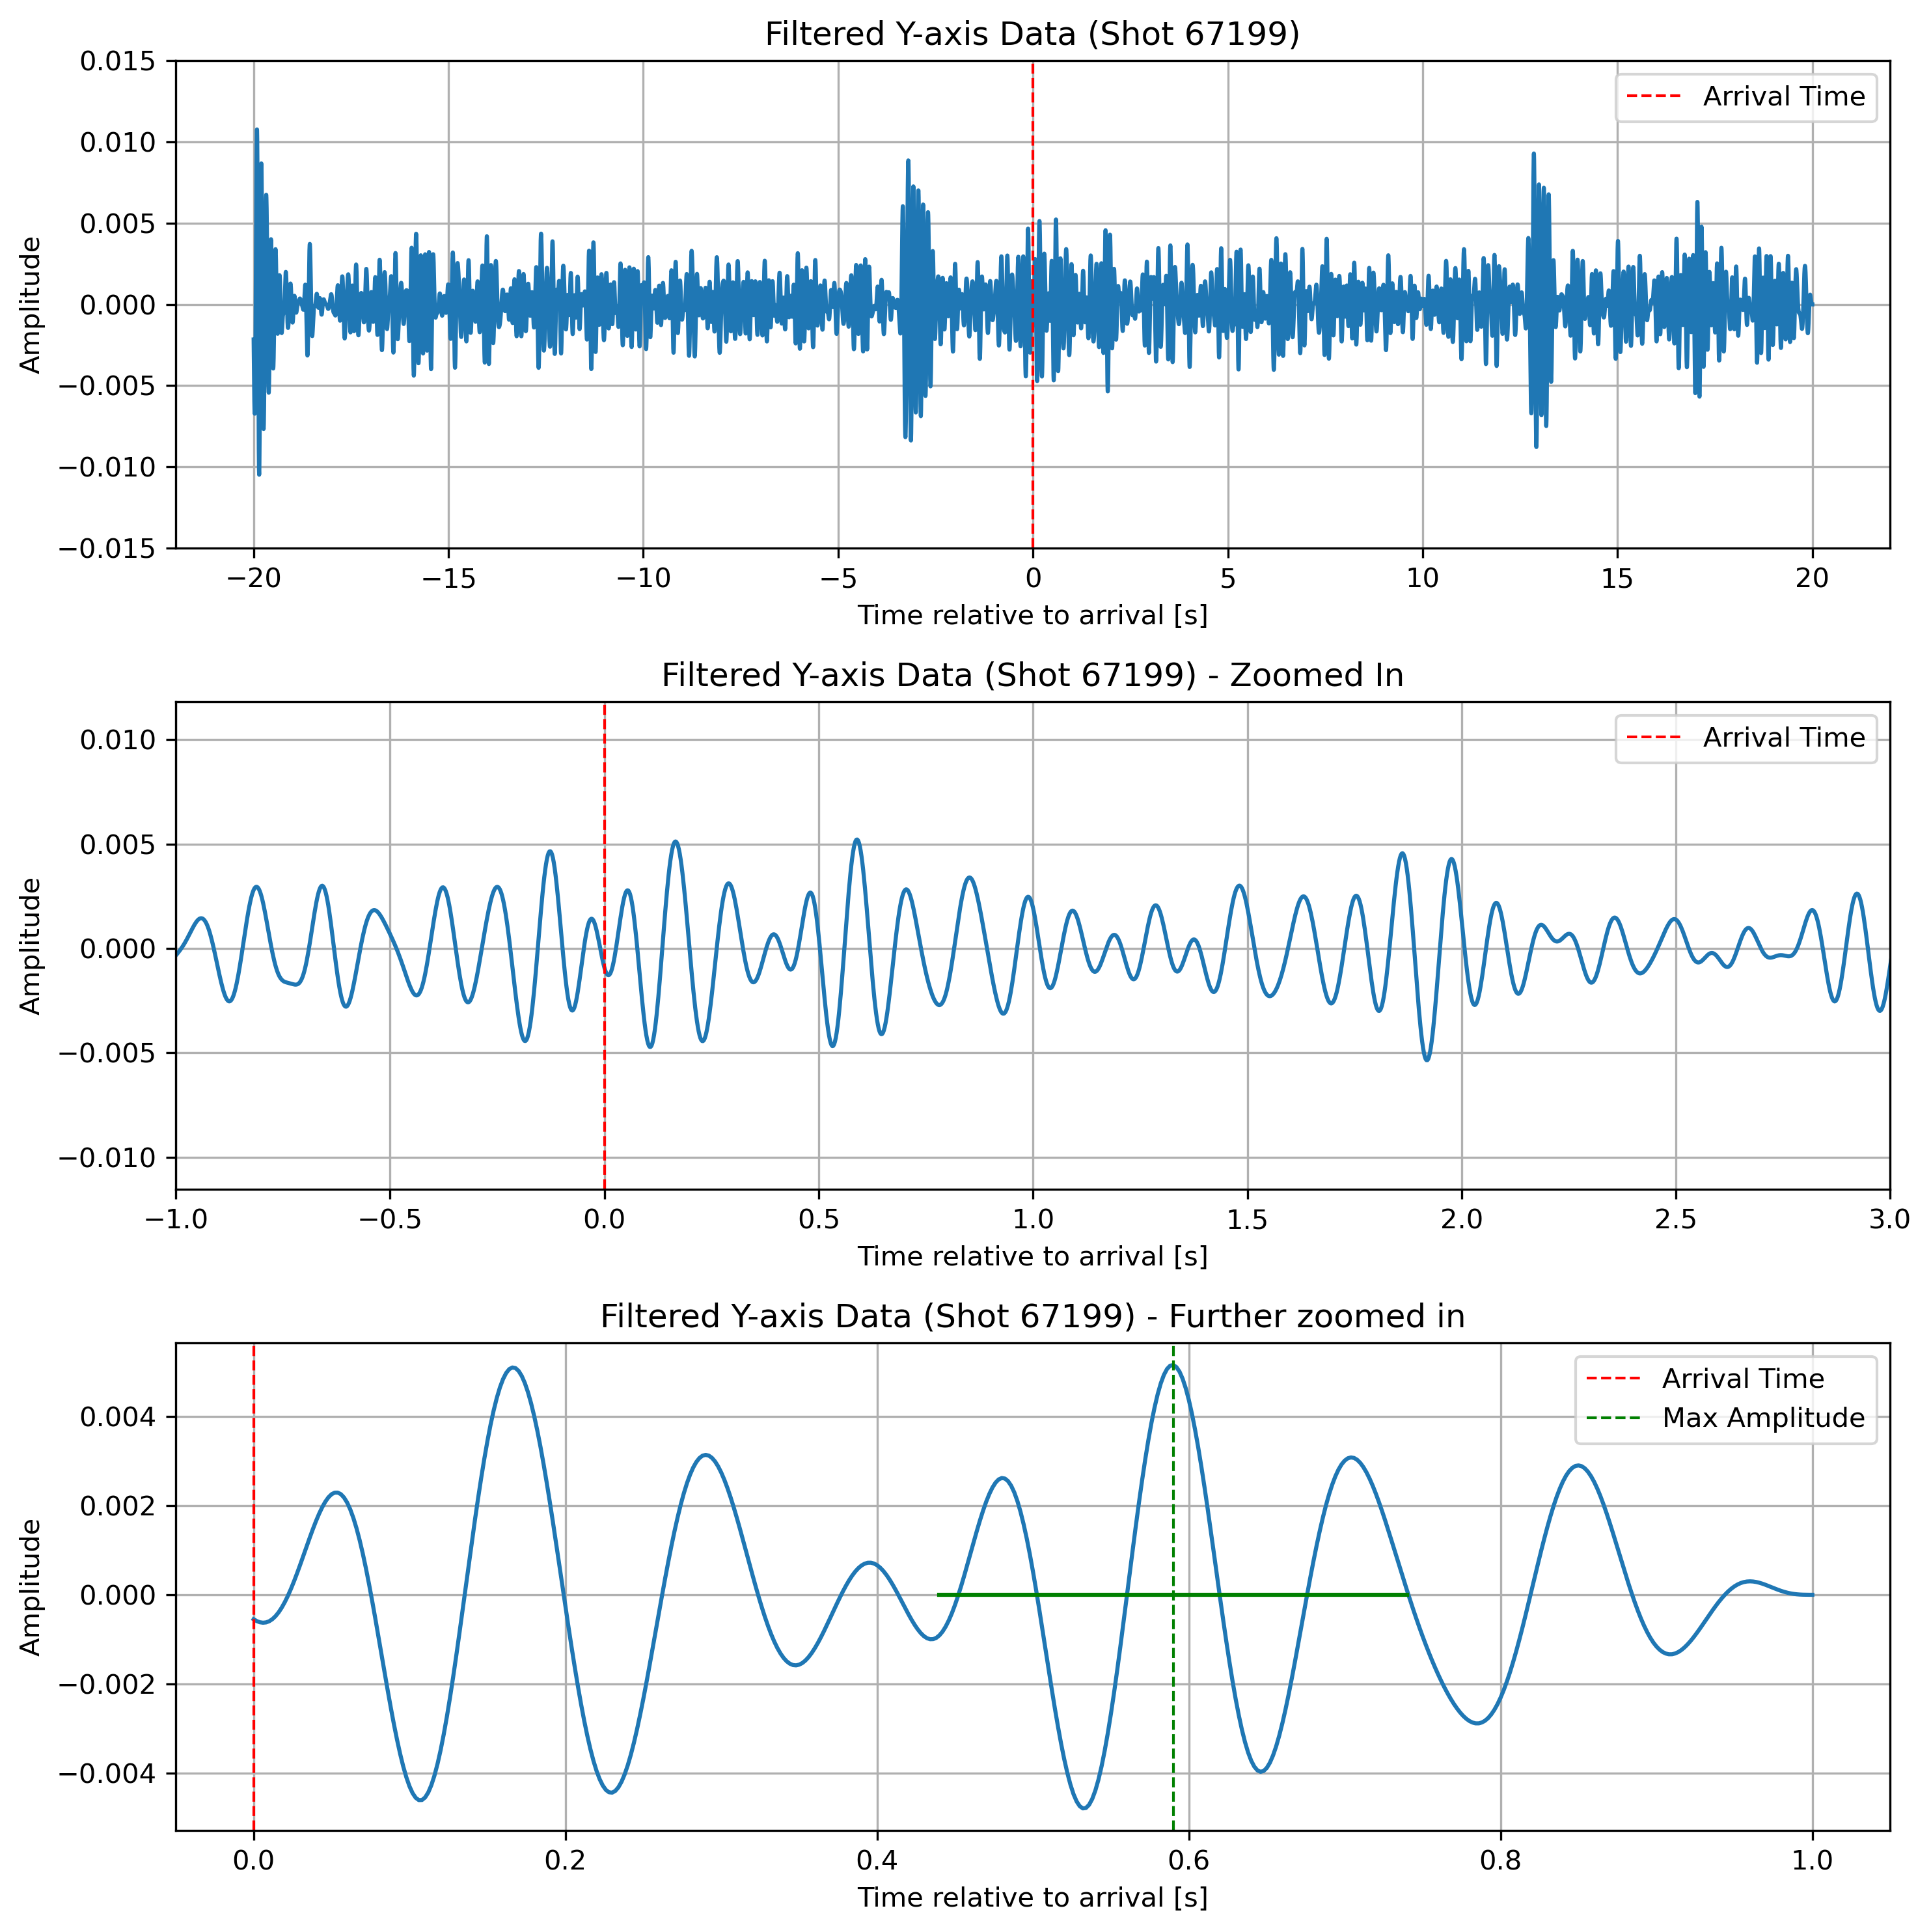 Filtered Y-axis Data (Shot 67199)
0.015
0.010
0.005
0.000
−0.005
−0.010
−0.015
Amplitude
Arrival Time
−20 −15 −10 −5 0 5 10 15 20
Time relative to arrival [s]
Filtered Y-axis Data (Shot 67199) - Zoomed In
0.010
0.005
0.000
−0.005
−0.010
Amplitude
Arrival Time
−1.0 −0.5 0.0 0.5 1.0 1.5 2.0 2.5 3.0
Time relative to arrival [s]
Filtered Y-axis Data (Shot 67199) - Further zoomed in
0.004
0.002
0.000
−0.002
−0.004
Amplitude
Arrival Time
Max Amplitude
0.0 0.2 0.4 0.6 0.8 1.0
Time relative to arrival [s]